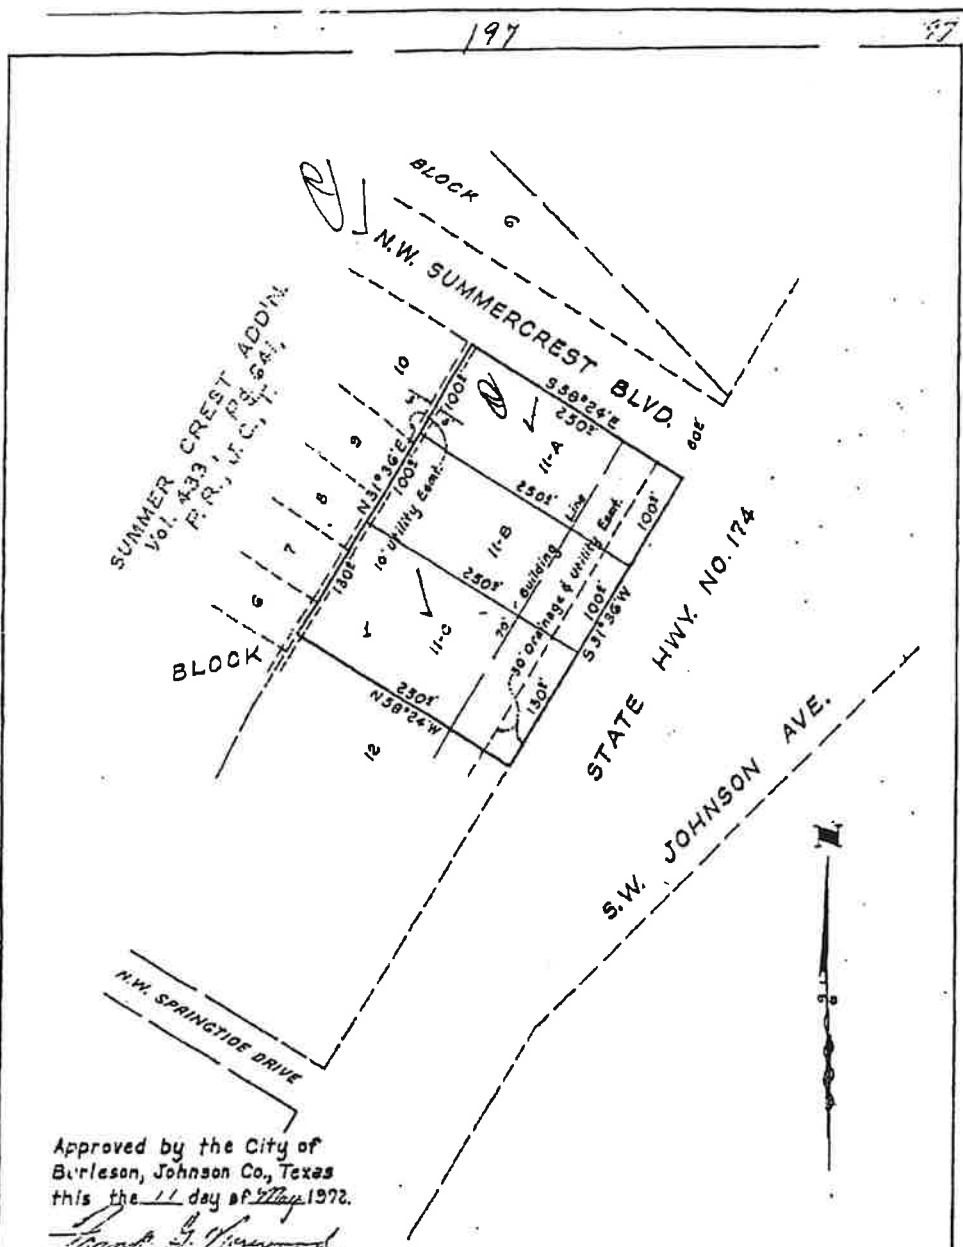 197
BLOCK 6
N.W. SUMMERCREST BLVD.
SUMMER CREST ADD'N.
Vol. 433, Pg. 641,
P.R., J.C., T.
10
9
8
7
6
BLOCK 1
N31°36'E
100'
100'
130'
5'
5'
10' Utility Esmt.
S58°24'E
250'
11-A
250'
11-B
250'
11-C
250'
N58°24'W
12
70' Building Line
30' Drainage & Utility Esmt.
100'
100'
130'
S31°36'W
STATE HWY. NO. 174
S.W. JOHNSON AVE.
N.W. SPRINGTIDE DRIVE
Approved by the City of
Burleson, Johnson Co., Texas
this the 11 day of May 1972.